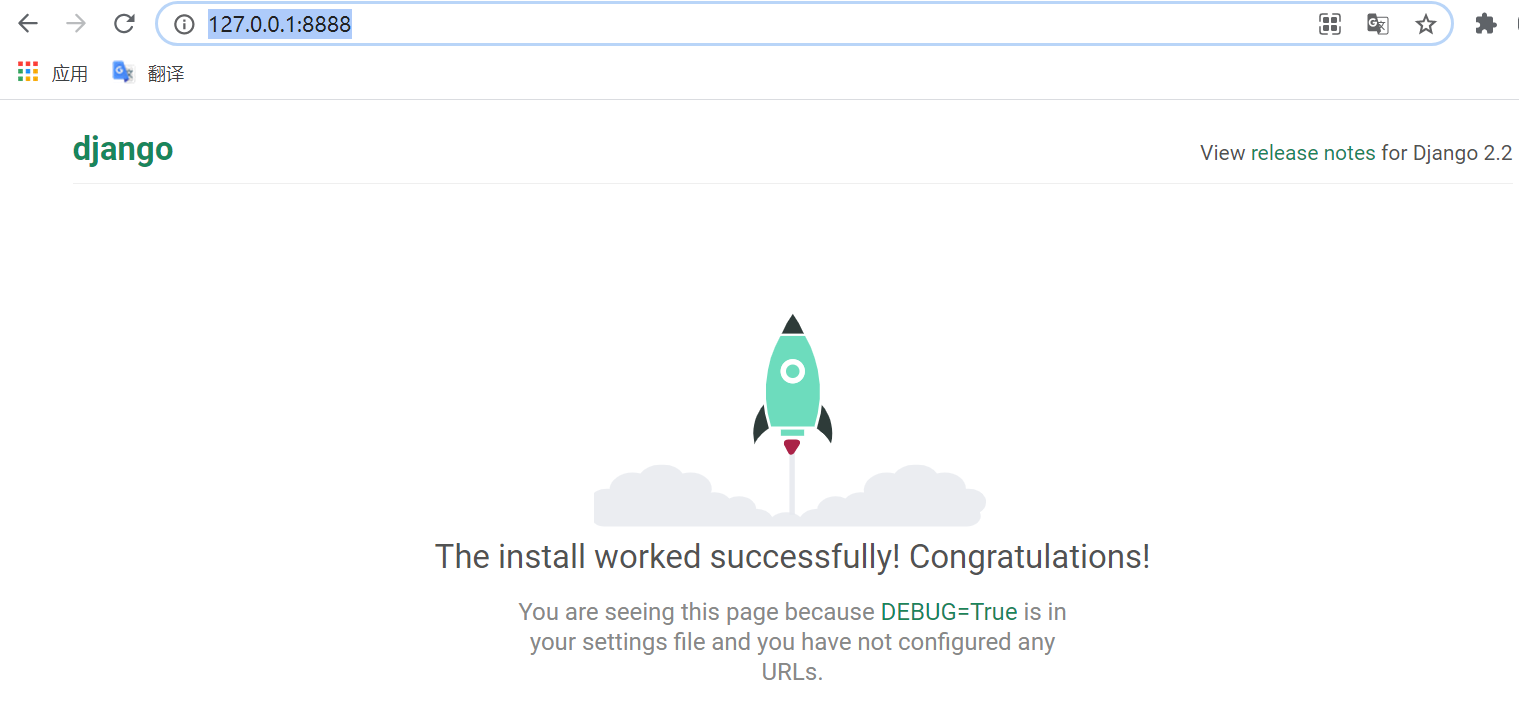 127.0.0.1:8888
应用 翻译
django
View release notes for Django 2.2
The install worked successfully! Congratulations!
You are seeing this page because DEBUG=True is in
your settings file and you have not configured any
URLs.